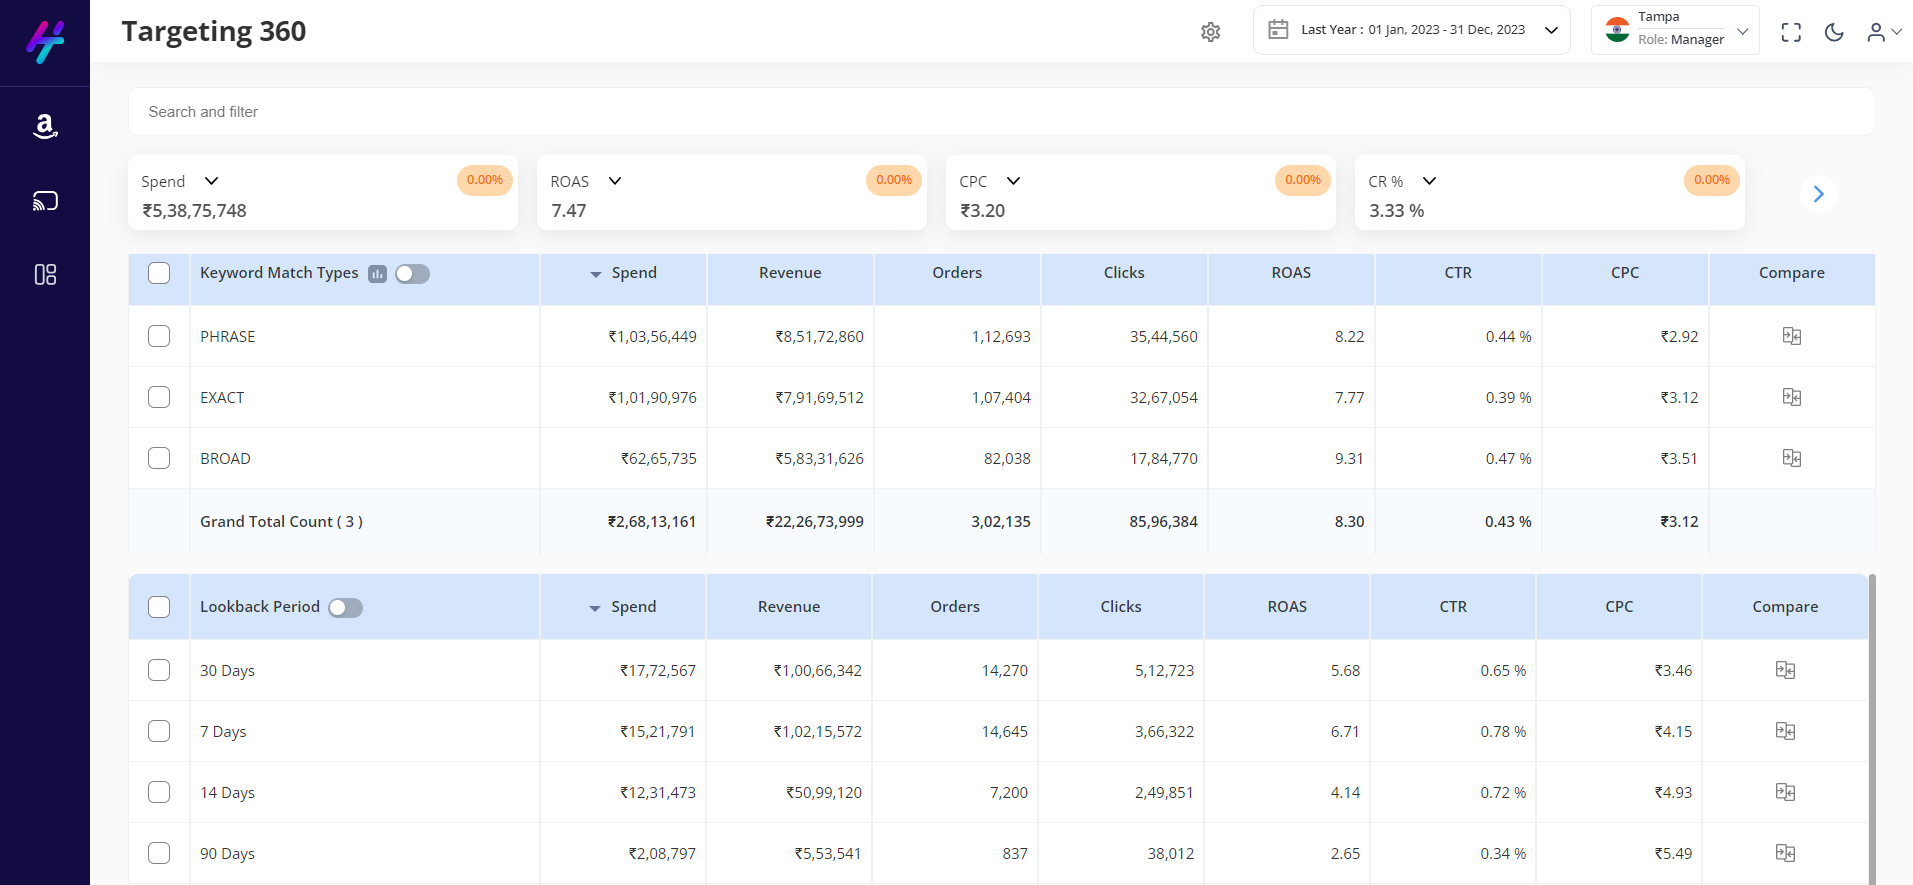 Targeting 360
Last Year : 01 Jan, 2023 - 31 Dec, 2023
Tampa
Role: Manager
Search and filter
Spend 0.00%
₹5,38,75,748
ROAS 0.00%
7.47
CPC 0.00%
₹3.20
CR % 0.00%
3.33 %
Keyword Match Types Spend Revenue Orders Clicks ROAS CTR CPC Compare
PHRASE ₹1,03,56,449 ₹8,51,72,860 1,12,693 35,44,560 8.22 0.44 % ₹2.92
EXACT ₹1,01,90,976 ₹7,91,69,512 1,07,404 32,67,054 7.77 0.39 % ₹3.12
BROAD ₹62,65,735 ₹5,83,31,626 82,038 17,84,770 9.31 0.47 % ₹3.51
Grand Total Count ( 3 ) ₹2,68,13,161 ₹22,26,73,999 3,02,135 85,96,384 8.30 0.43 % ₹3.12
Lookback Period Spend Revenue Orders Clicks ROAS CTR CPC Compare
30 Days ₹17,72,567 ₹1,00,66,342 14,270 5,12,723 5.68 0.65 % ₹3.46
7 Days ₹15,21,791 ₹1,02,15,572 14,645 3,66,322 6.71 0.78 % ₹4.15
14 Days ₹12,31,473 ₹50,99,120 7,200 2,49,851 4.14 0.72 % ₹4.93
90 Days ₹2,08,797 ₹5,53,541 837 38,012 2.65 0.34 % ₹5.49